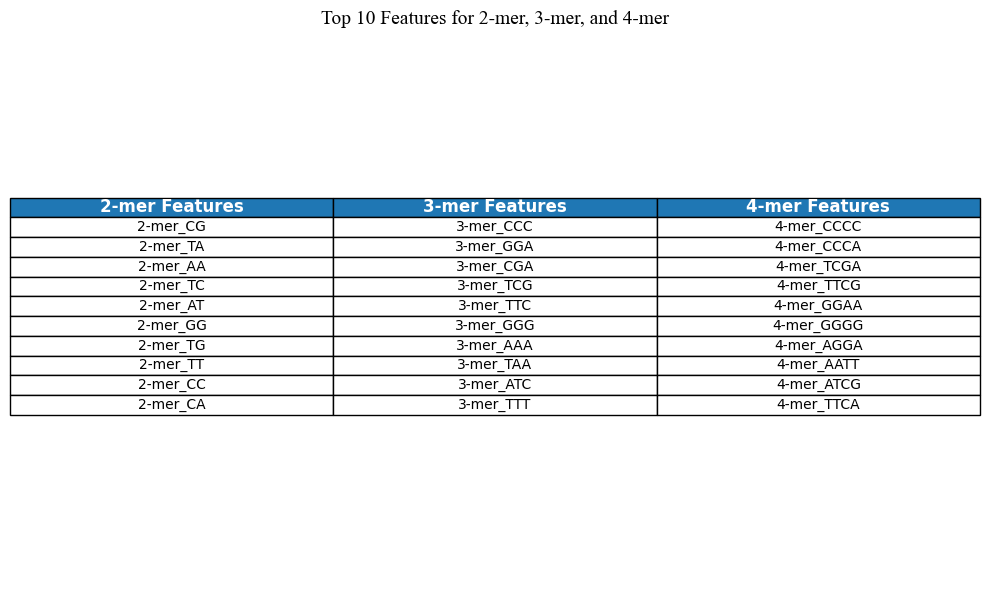 Top 10 Features for 2-mer, 3-mer, and 4-mer
2-mer Features 3-mer Features 4-mer Features
2-mer_CG 3-mer_CCC 4-mer_CCCC
2-mer_TA 3-mer_GGA 4-mer_CCCA
2-mer_AA 3-mer_CGA 4-mer_TCGA
2-mer_TC 3-mer_TCG 4-mer_TTCG
2-mer_AT 3-mer_TTC 4-mer_GGAA
2-mer_GG 3-mer_GGG 4-mer_GGGG
2-mer_TG 3-mer_AAA 4-mer_AGGA
2-mer_TT 3-mer_TAA 4-mer_AATT
2-mer_CC 3-mer_ATC 4-mer_ATCG
2-mer_CA 3-mer_TTT 4-mer_TTCA